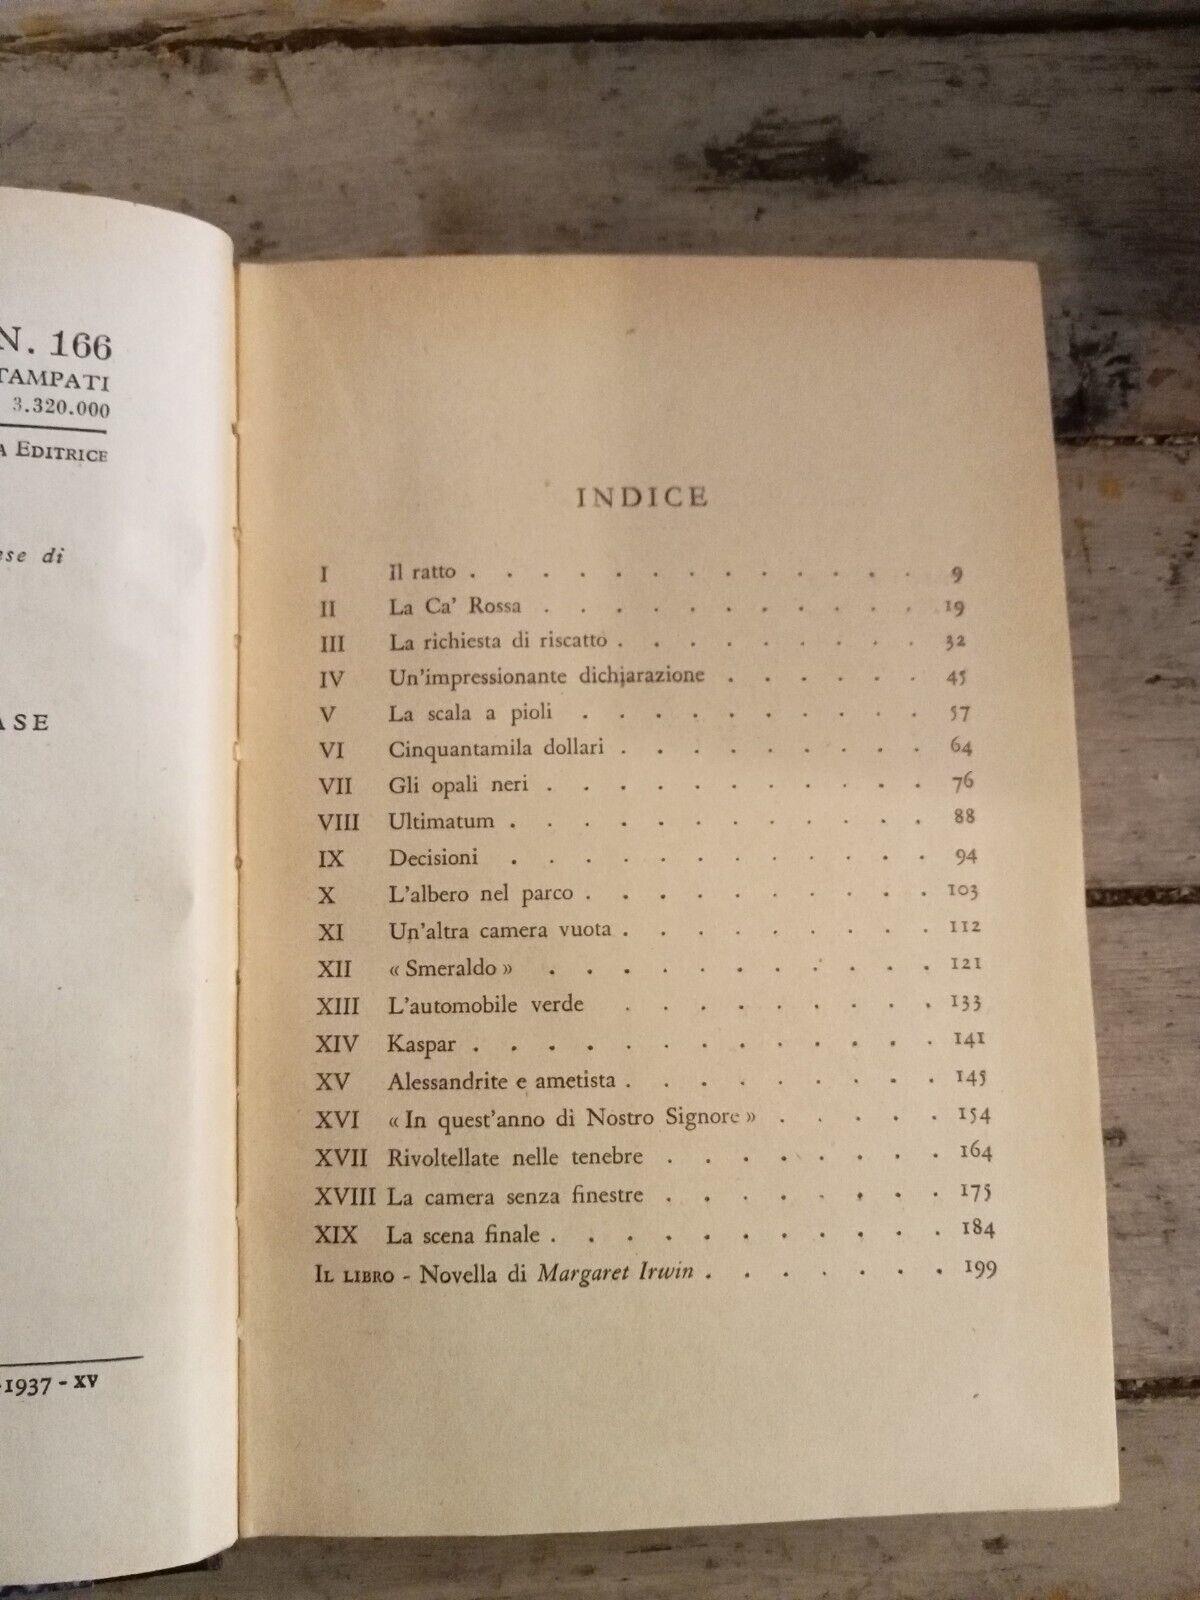 N. 166
TAMPATI
3.320.000
A EDITRICE
ese di
ASE
-1937 - XV
INDICE
I Il ratto . . . . . . . . . . . . . 9
II La Ca' Rossa . . . . . . . . . . . 19
III La richiesta di riscatto . . . . . . . . . 32
IV Un'impressionante dichiarazione . . . . . . 45
V La scala a pioli . . . . . . . . . . 57
VI Cinquantamila dollari . . . . . . . . . 64
VII Gli opali neri . . . . . . . . . . . 76
VIII Ultimatum . . . . . . . . . . . . 88
IX Decisioni . . . . . . . . . . . . 94
X L'albero nel parco . . . . . . . . . . 103
XI Un'altra camera vuota . . . . . . . . . 112
XII « Smeraldo » . . . . . . . . . . . 121
XIII L'automobile verde . . . . . . . . . 133
XIV Kaspar . . . . . . . . . . . . . 141
XV Alessandrite e ametista . . . . . . . . . 145
XVI « In quest'anno di Nostro Signore » . . . . . 154
XVII Rivoltellate nelle tenebre . . . . . . . . 164
XVIII La camera senza finestre . . . . . . . . 175
XIX La scena finale . . . . . . . . . . . 184
IL LIBRO - Novella di Margaret Irwin . . . . . . . 199